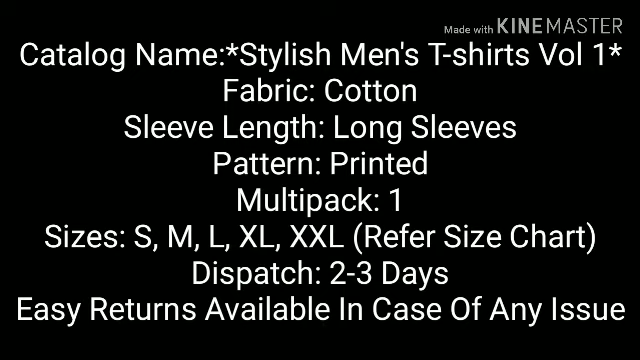 Made with KINEMASTER
Catalog Name:*Stylish Men's T-shirts Vol 1*
Fabric: Cotton
Sleeve Length: Long Sleeves
Pattern: Printed
Multipack: 1
Sizes: S, M, L, XL, XXL (Refer Size Chart)
Dispatch: 2-3 Days
Easy Returns Available In Case Of Any Issue